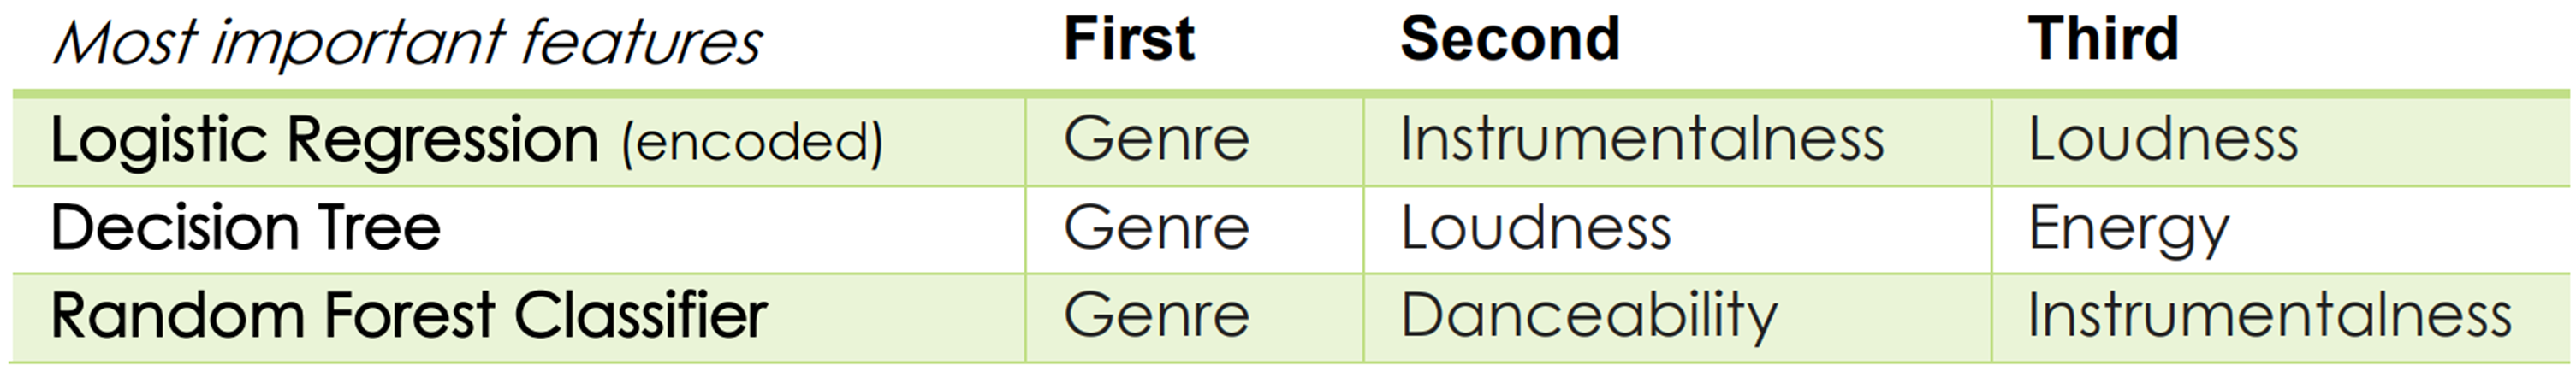 Most important features First Second Third
Logistic Regression (encoded) Genre Instrumentalness Loudness
Decision Tree Genre Loudness Energy
Random Forest Classifier Genre Danceability Instrumentalness